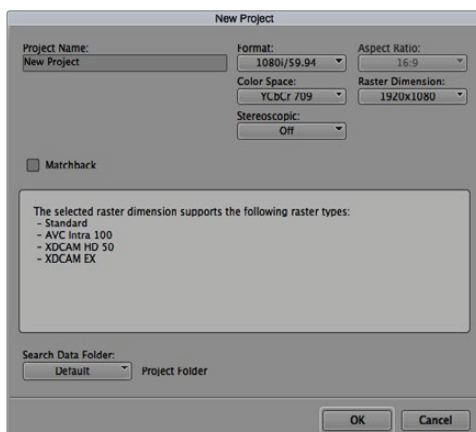 New Project
Project Name:
New Project
Format:
1080i/59.94
Aspect Ratio:
16:9
Color Space:
YCbCr 709
Raster Dimension:
1920x1080
Stereoscopic:
Off
Matchback
The selected raster dimension supports the following raster types:
- Standard
- AVC Intra 100
- XDCAM HD 50
- XDCAM EX
Search Data Folder:
Default
Project Folder
OK
Cancel